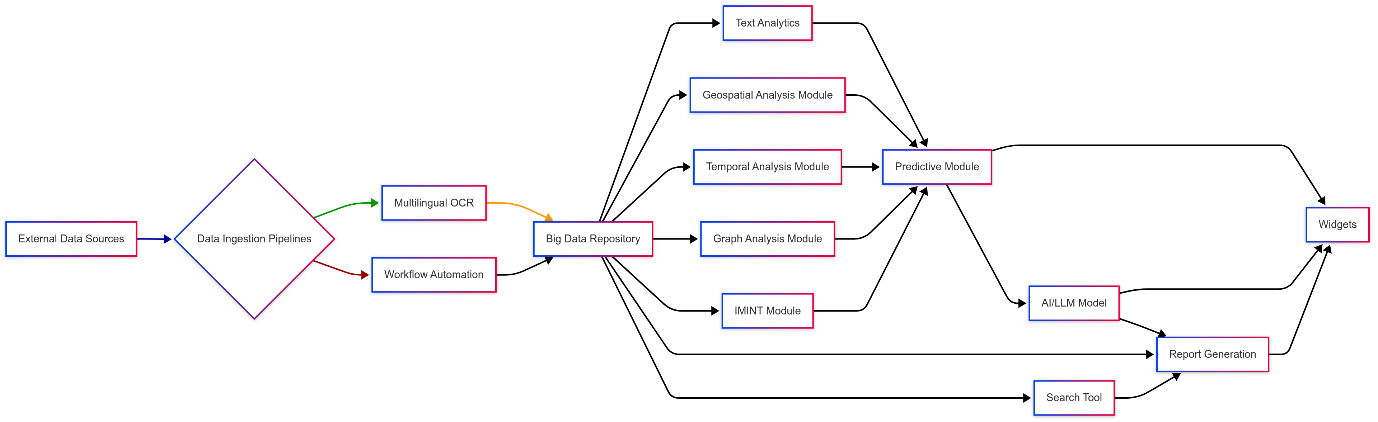 External Data Sources
Data Ingestion Pipelines
Multilingual OCR
Workflow Automation
Big Data Repository
Text Analytics
Geospatial Analysis Module
Temporal Analysis Module
Graph Analysis Module
IMINT Module
Predictive Module
AI/LLM Model
Search Tool
Report Generation
Widgets